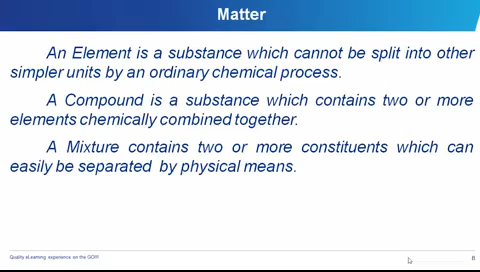 Matter
An Element is a substance which cannot be split into other
simpler units by an ordinary chemical process.
A Compound is a substance which contains two or more
elements chemically combined together.
A Mixture contains two or more constituents which can
easily be separated by physical means.
Quality eLearning experience on the GO!!!
8